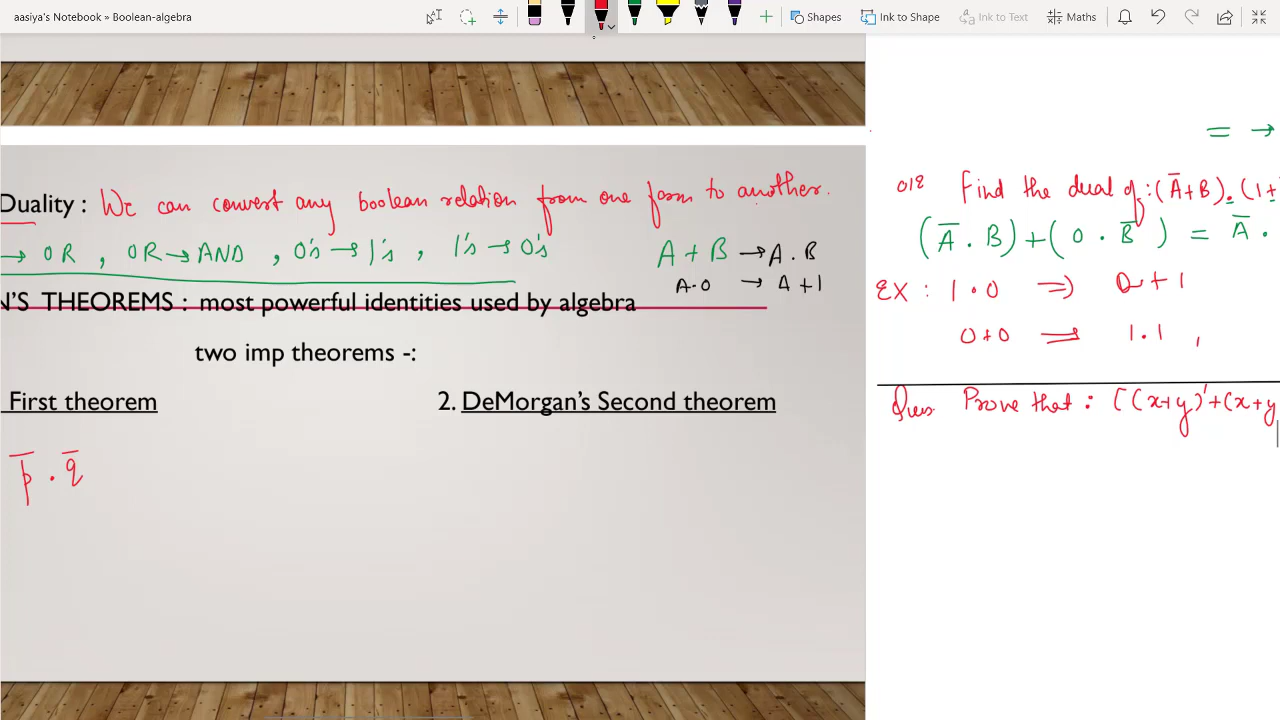 aasiya's Notebook » Boolean-algebra
Shapes Ink to Shape Ink to Text Maths
Duality : We can convert any boolean relation from one form to another.
→ OR , OR → AND , 0's → 1's , 1's → 0's
A + B → A . B
A.0 → A + 1
N'S THEOREMS : most powerful identities used by algebra
two imp theorems -:
First theorem
2. DeMorgan's Second theorem
p̅ . q̅
= →
Find the dual of : (A̅+B) . (1+
(A̅ . B) + (0 . B̅ ) = A̅ .
EX : 1.0 ⇒ 0+1
0+0 ⇒ 1.1 ,
Ques. Prove that : [(x+y)'+(x+y